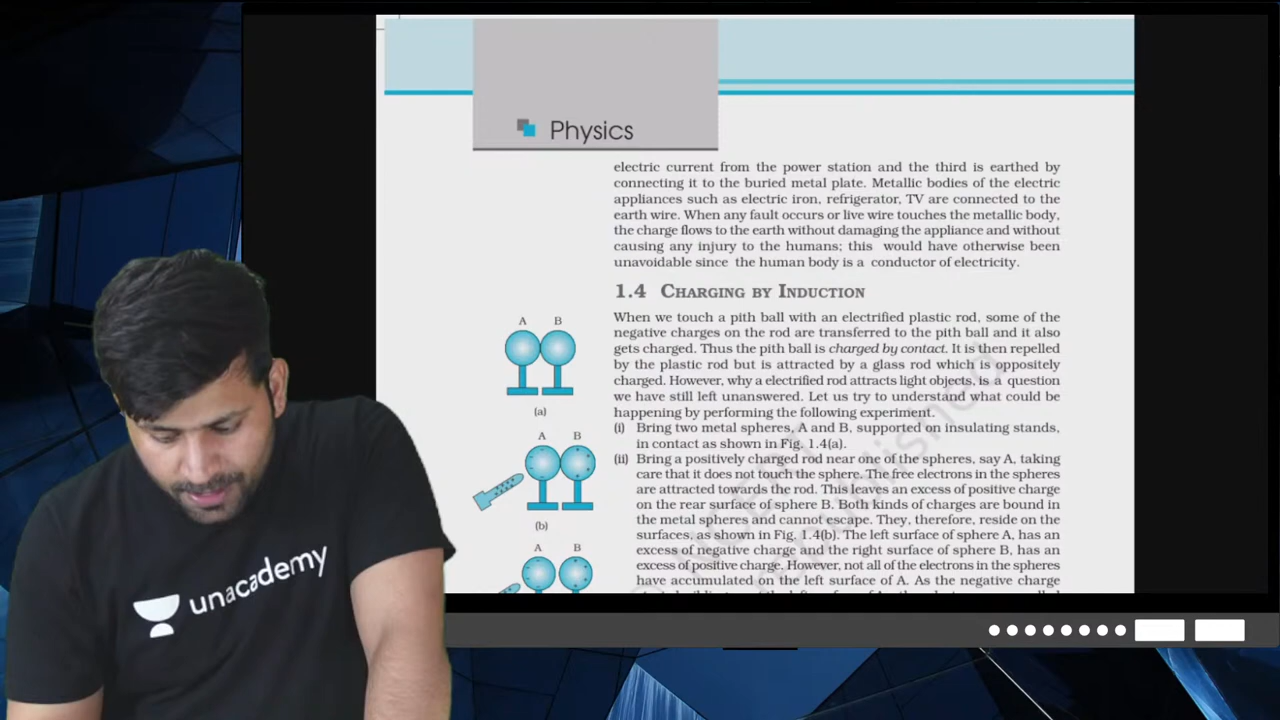 Physics
electric current from the power station and the third is earthed by
connecting it to the buried metal plate. Metallic bodies of the electric
appliances such as electric iron, refrigerator, TV are connected to the
earth wire. When any fault occurs or live wire touches the metallic body,
the charge flows to the earth without damaging the appliance and without
causing any injury to the humans; this would have otherwise been
unavoidable since the human body is a conductor of electricity.
1.4 CHARGING BY INDUCTION
When we touch a pith ball with an electrified plastic rod, some of the
negative charges on the rod are transferred to the pith ball and it also
gets charged. Thus the pith ball is charged by contact. It is then repelled
by the plastic rod but is attracted by a glass rod which is oppositely
charged. However, why a electrified rod attracts light objects, is a question
we have still left unanswered. Let us try to understand what could be
happening by performing the following experiment.
(i) Bring two metal spheres, A and B, supported on insulating stands,
in contact as shown in Fig. 1.4(a).
(ii) Bring a positively charged rod near one of the spheres, say A, taking
care that it does not touch the sphere. The free electrons in the spheres
are attracted towards the rod. This leaves an excess of positive charge
on the rear surface of sphere B. Both kinds of charges are bound in
the metal spheres and cannot escape. They, therefore, reside on the
surfaces, as shown in Fig. 1.4(b). The left surface of sphere A, has an
excess of negative charge and the right surface of sphere B, has an
excess of positive charge. However, not all of the electrons in the spheres
have accumulated on the left surface of A. As the negative charge
A B
(a)
A B
(b)
A B
unacademy